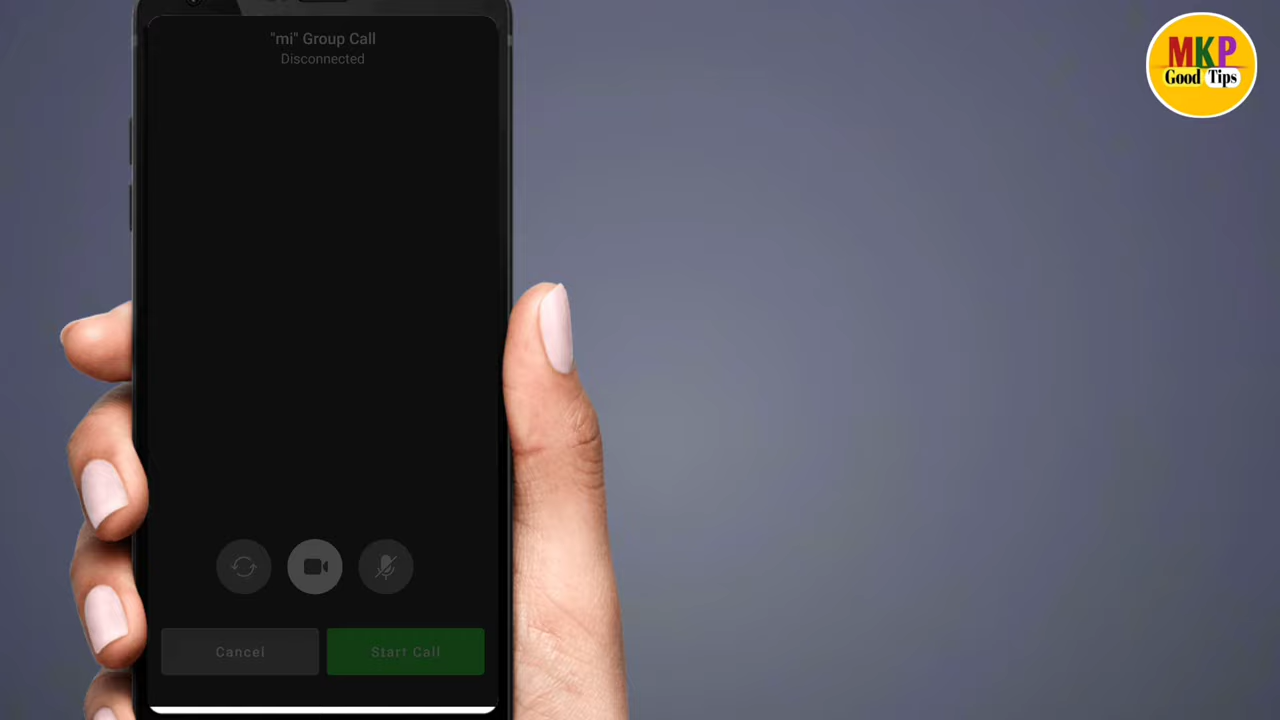 "mi" Group Call
Disconnected
MKP
Good Tips
Cancel
Start Call